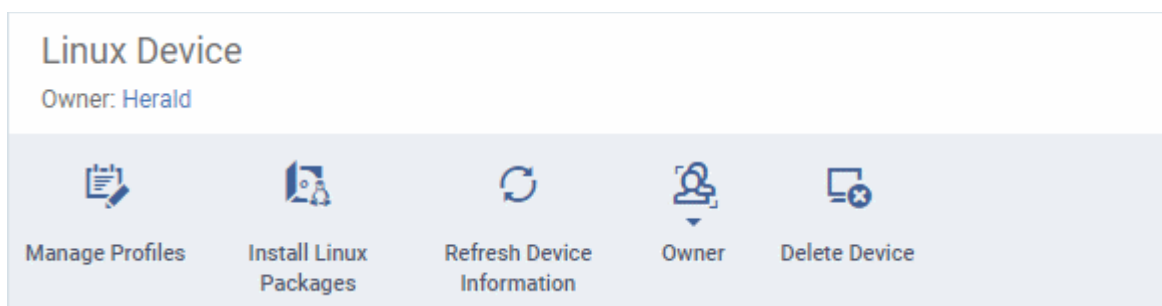 Linux Device
Owner: Herald
Manage Profiles
Install Linux
Packages
Refresh Device
Information
Owner
Delete Device